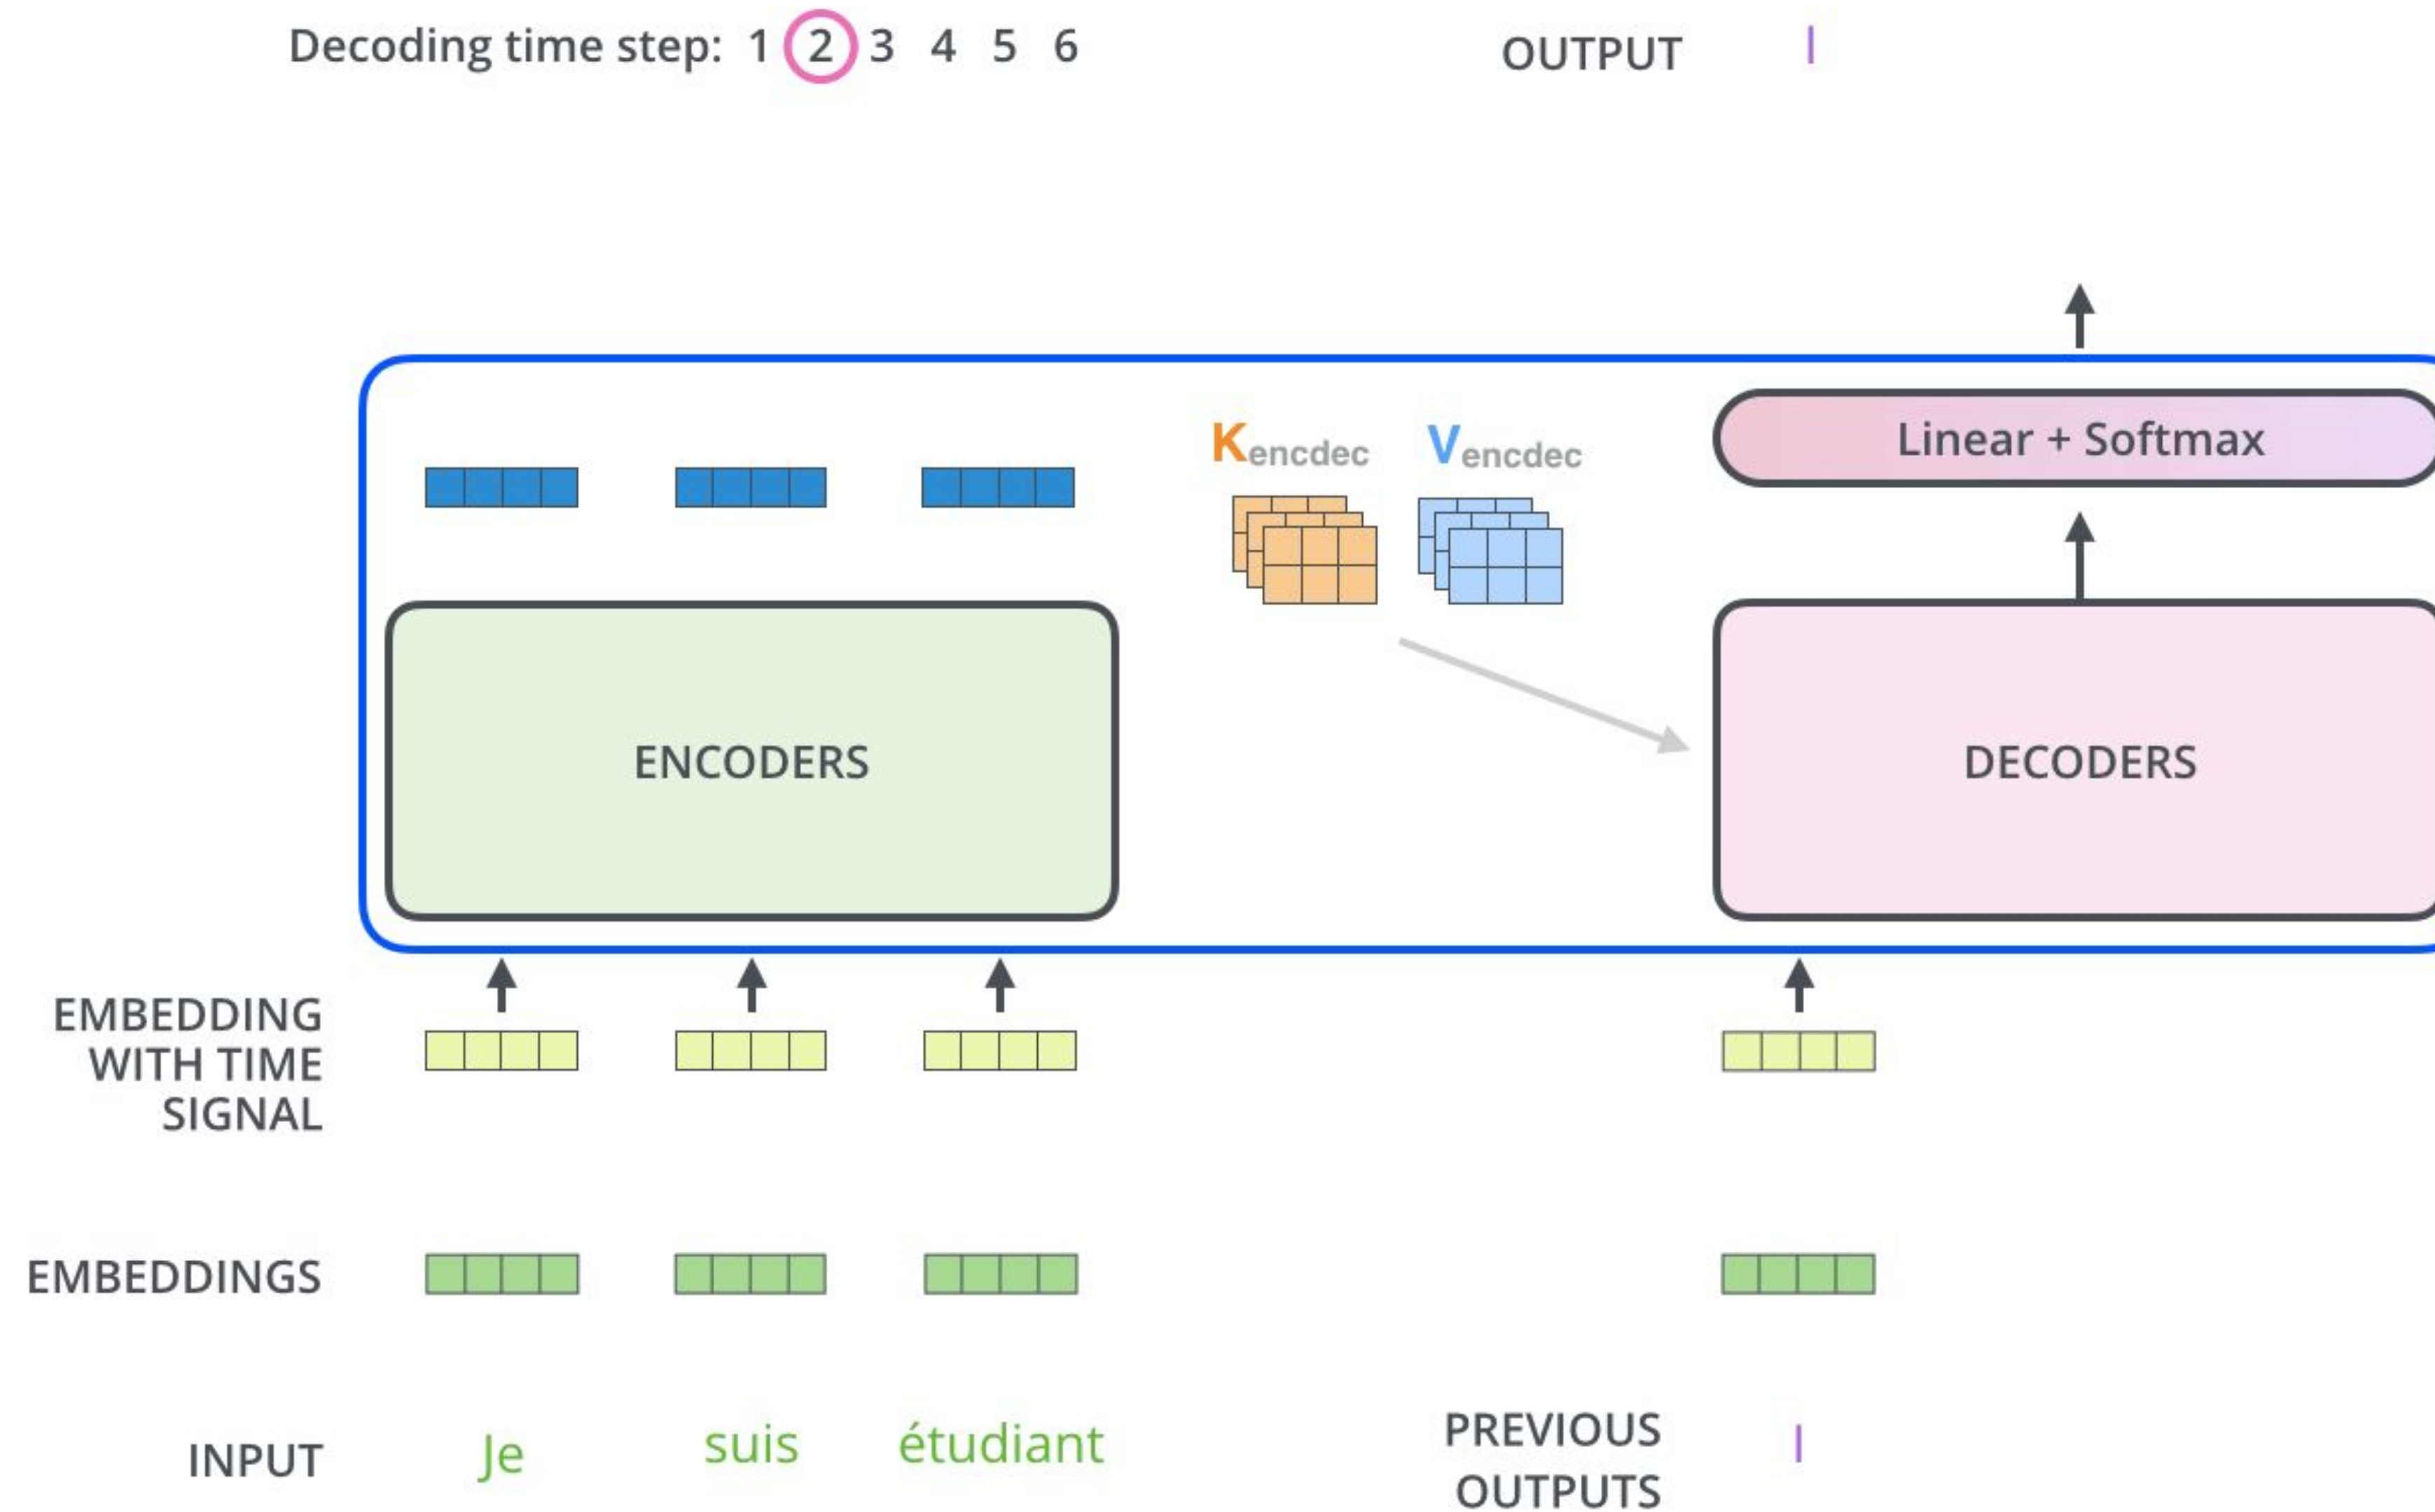 Decoding time step: 1 2 3 4 5 6
OUTPUT I
Kencdec Vencdec
Linear + Softmax
ENCODERS
DECODERS
EMBEDDING
WITH TIME
SIGNAL
EMBEDDINGS
INPUT Je suis étudiant
PREVIOUS
OUTPUTS
I